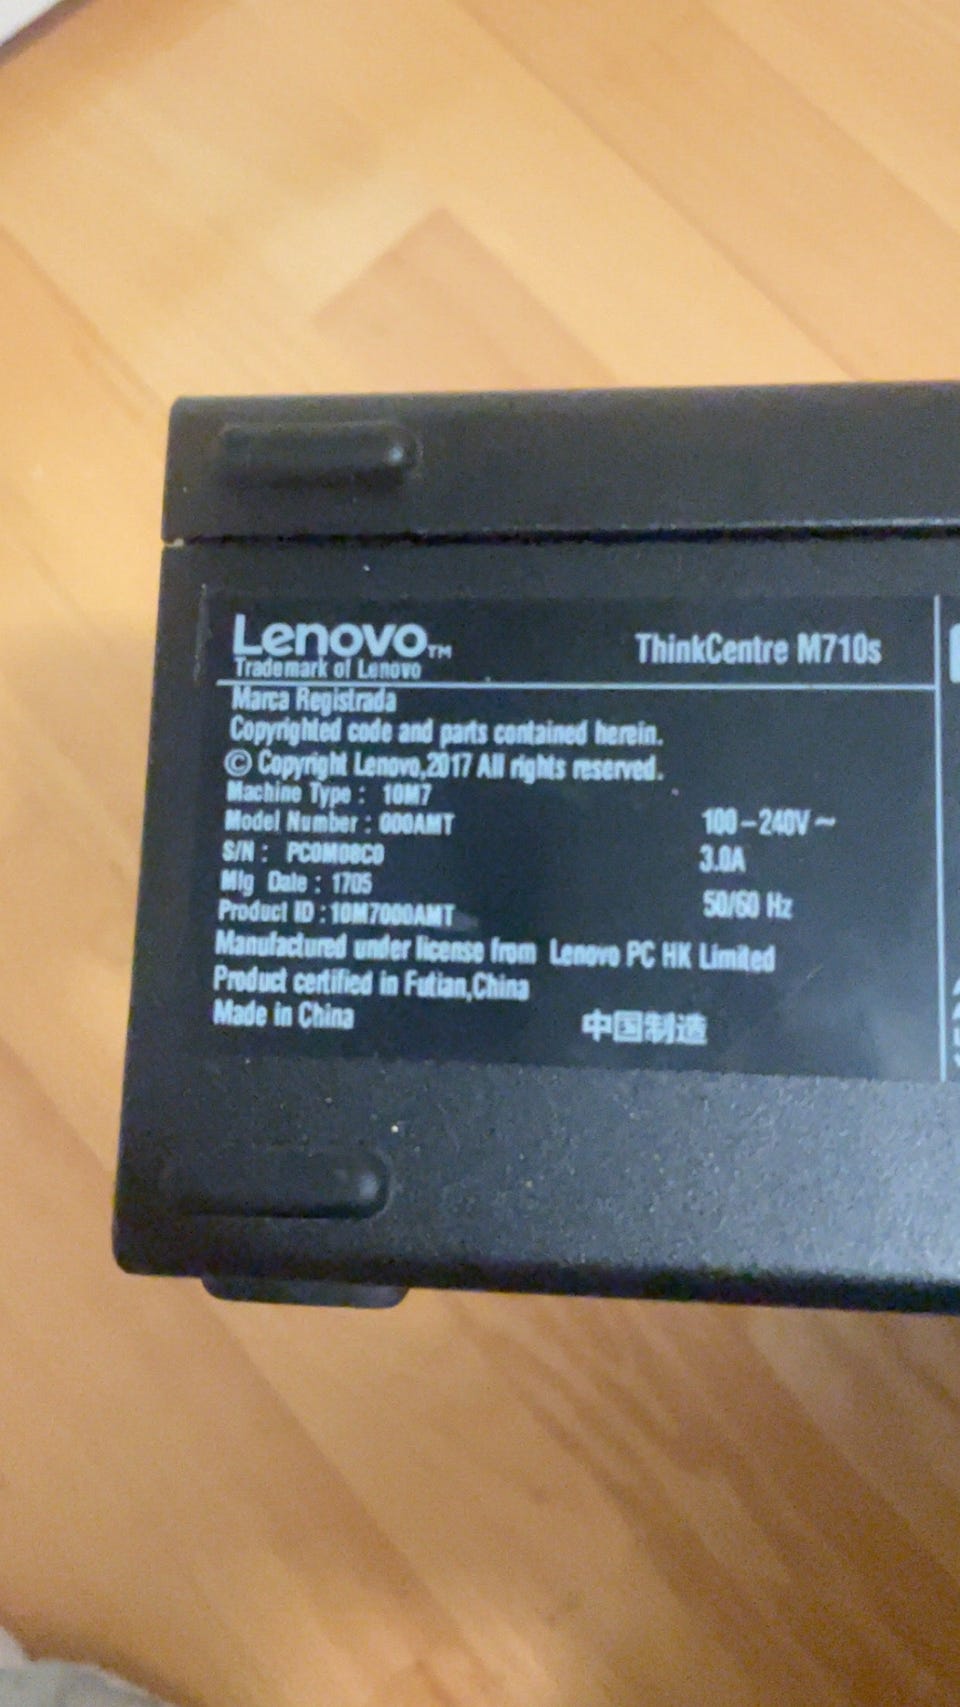 Lenovo™ ThinkCentre M710s
Trademark of Lenovo
Marca Registrada
Copyrighted code and parts contained herein.
© Copyright Lenovo,2017 All rights reserved.
Machine Type : 10M7
Model Number : 000AMT 100-240V ~
S/N : PC0M08C0 3.0A
Mfg Date : 1705
Product ID : 10M7000AMT 50/60 Hz
Manufactured under license from Lenovo PC HK Limited
Product certified in Futian,China
Made in China 中国制造